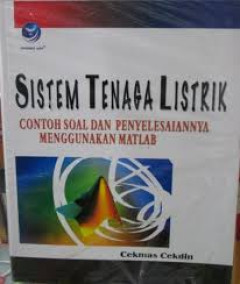 SISTEM TENAGA LISTRIK
CONTOH SOAL DAN PENYELESAIANNYA
MENGGUNAKAN MATLAB
Cekmas Cekdin